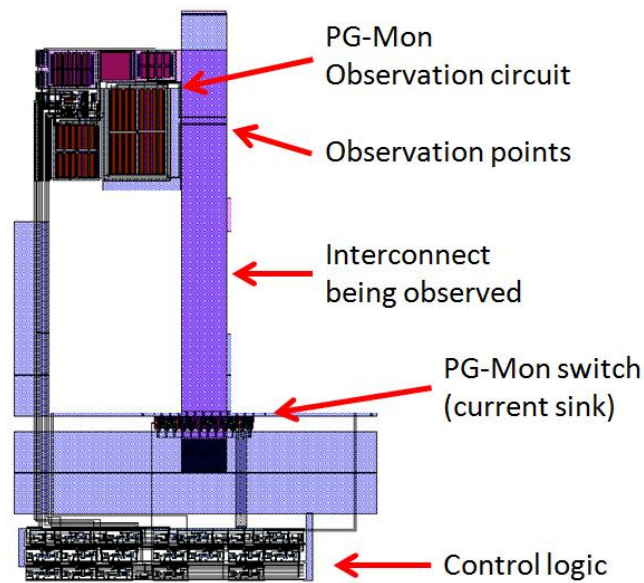 PG-Mon
Observation circuit
Observation points
Interconnect
being observed
PG-Mon switch
(current sink)
Control logic